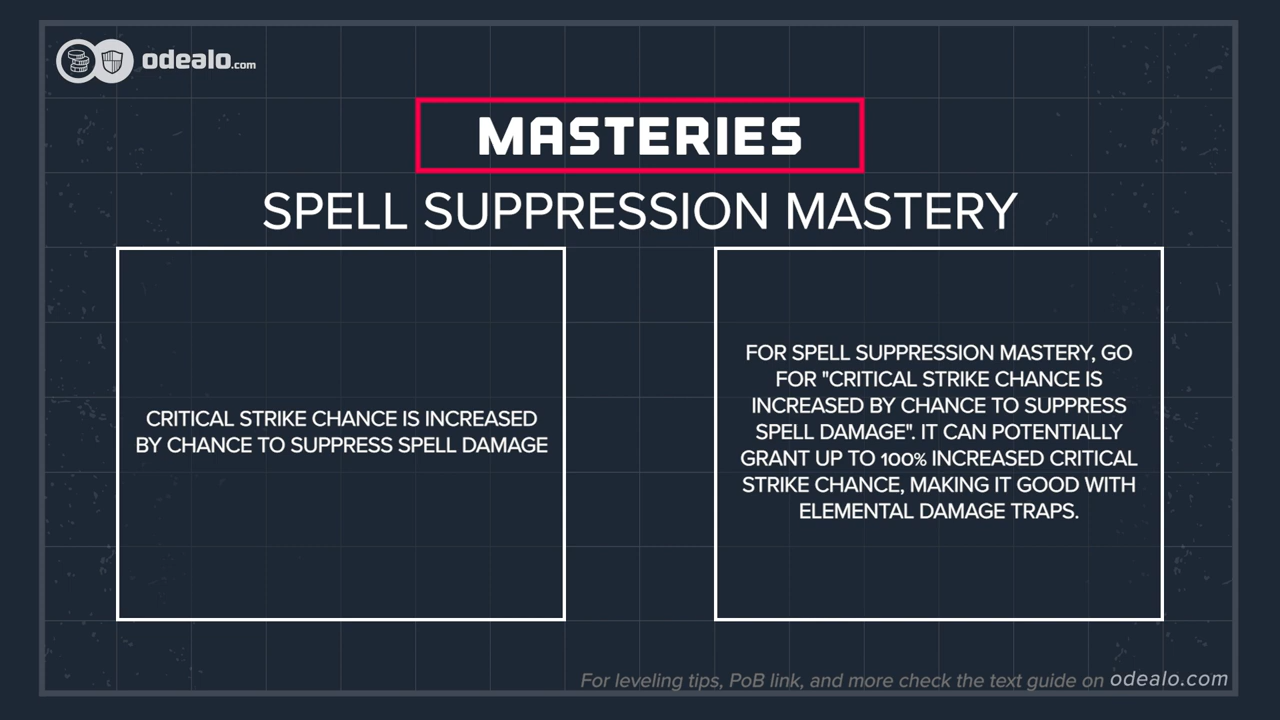 odealo.com
MASTERIES
SPELL SUPPRESSION MASTERY
CRITICAL STRIKE CHANCE IS INCREASED
BY CHANCE TO SUPPRESS SPELL DAMAGE
FOR SPELL SUPPRESSION MASTERY, GO
FOR "CRITICAL STRIKE CHANCE IS
INCREASED BY CHANCE TO SUPPRESS
SPELL DAMAGE". IT CAN POTENTIALLY
GRANT UP TO 100% INCREASED CRITICAL
STRIKE CHANCE, MAKING IT GOOD WITH
ELEMENTAL DAMAGE TRAPS.
For leveling tips, PoB link, and more check the text guide on odealo.com